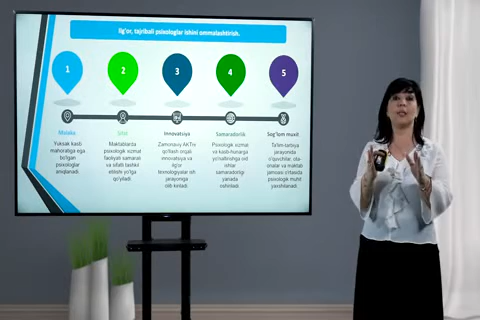 Ilg'or, tajribali psixologlar ishini ommalashtirish.
1
2
3
4
5
Malaka
Sifat
Innovatsiya
Samaradorlik
Sog'lom muxit
Yuksak kasb
mahoratiga ega
bo'lgan
psixologlar
aniqlanadi.
Maktablarda
psixologik xizmat
faoliyati samarali
va sifatli tashkil
etilishi yo'lga
qo'yiladi
Zamonaviy AKTni
qo'llash orqali
innovatsiya va
ilg'or
texnologiyalar ish
jarayoniga
olib kiriladi.
Psixologik xizmat
va kasb-hunarga
yo'naltirishga
oid ishlar
samaradorligi
yanada
oshiriladi.
Ta'lim-tarbiya
jarayonida
o'quvchilar, ota-
onalar va maktab
jamoasi o'rtasida
psixologik muhit
yaxshilanadi.